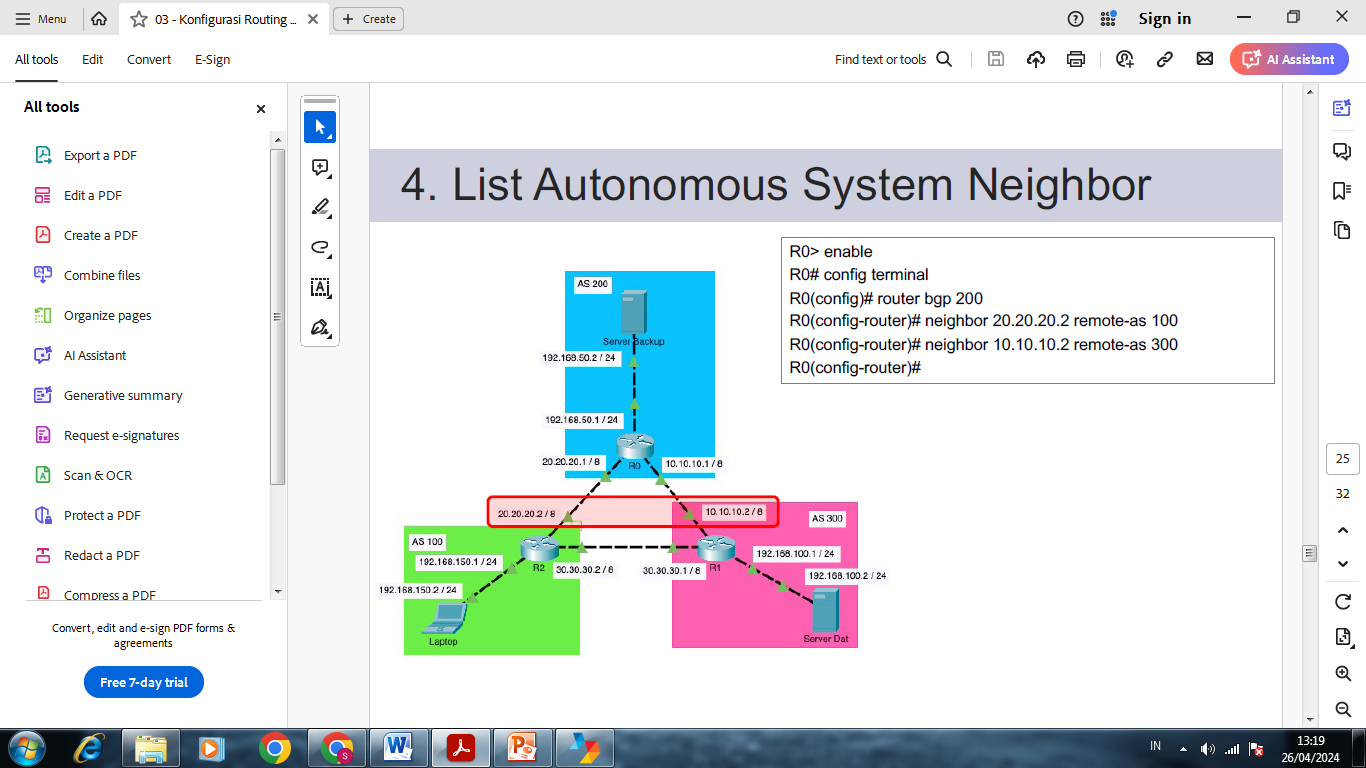 Menu
03 - Konfigurasi Routing ...
Create
Sign in
All tools
Edit
Convert
E-Sign
Find text or tools
AI Assistant
All tools
Export a PDF
Edit a PDF
Create a PDF
Combine files
Organize pages
AI Assistant
Generative summary
Request e-signatures
Scan & OCR
Protect a PDF
Redact a PDF
Compress a PDF
Convert, edit and e-sign PDF forms &
agreements
Free 7-day trial
4. List Autonomous System Neighbor
R0> enable
R0# config terminal
R0(config)# router bgp 200
R0(config-router)# neighbor 20.20.20.2 remote-as 100
R0(config-router)# neighbor 10.10.10.2 remote-as 300
R0(config-router)#
AS 200
Server Backup
192.168.50.2 / 24
192.168.50.1 / 24
20.20.20.1 / 8
R0
10.10.10.1 / 8
20.20.20.2 / 8
10.10.10.2 / 8
AS 300
AS 100
192.168.150.1 / 24
R2
30.30.30.2 / 8
30.30.30.1 / 8
R1
192.168.100.1 / 24
192.168.100.2 / 24
192.168.150.2 / 24
Laptop
Server Dat
25
32
IN
13:19
26/04/2024